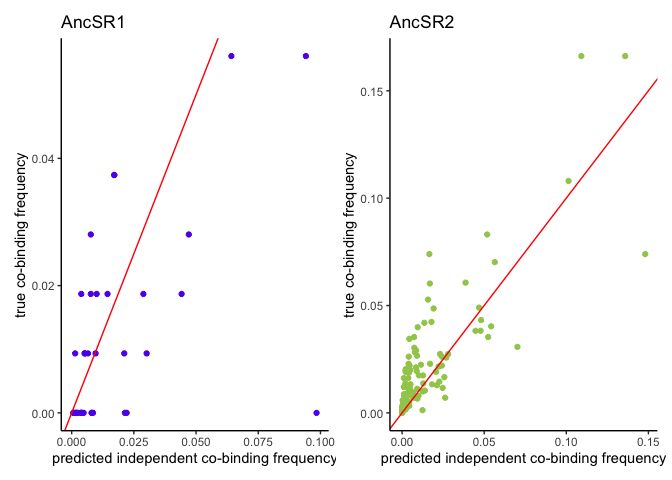 AncSR1
true co-binding frequency
0.04
0.02
0.00
0.000
0.025
0.050
0.075
0.100
predicted independent co-binding frequency
AncSR2
true co-binding frequency
0.15
0.10
0.05
0.00
0.00
0.05
0.10
0.15
predicted independent co-binding frequency